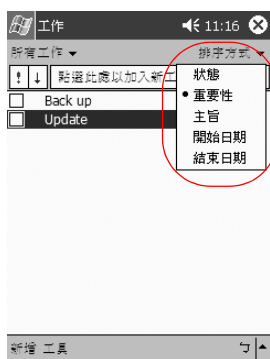 工作 11:16
所有工作 排序方式
點選此處以加入新工
狀態
重要性
主旨
開始日期
結束日期
Back up
Update
新增 工具 ㄅ